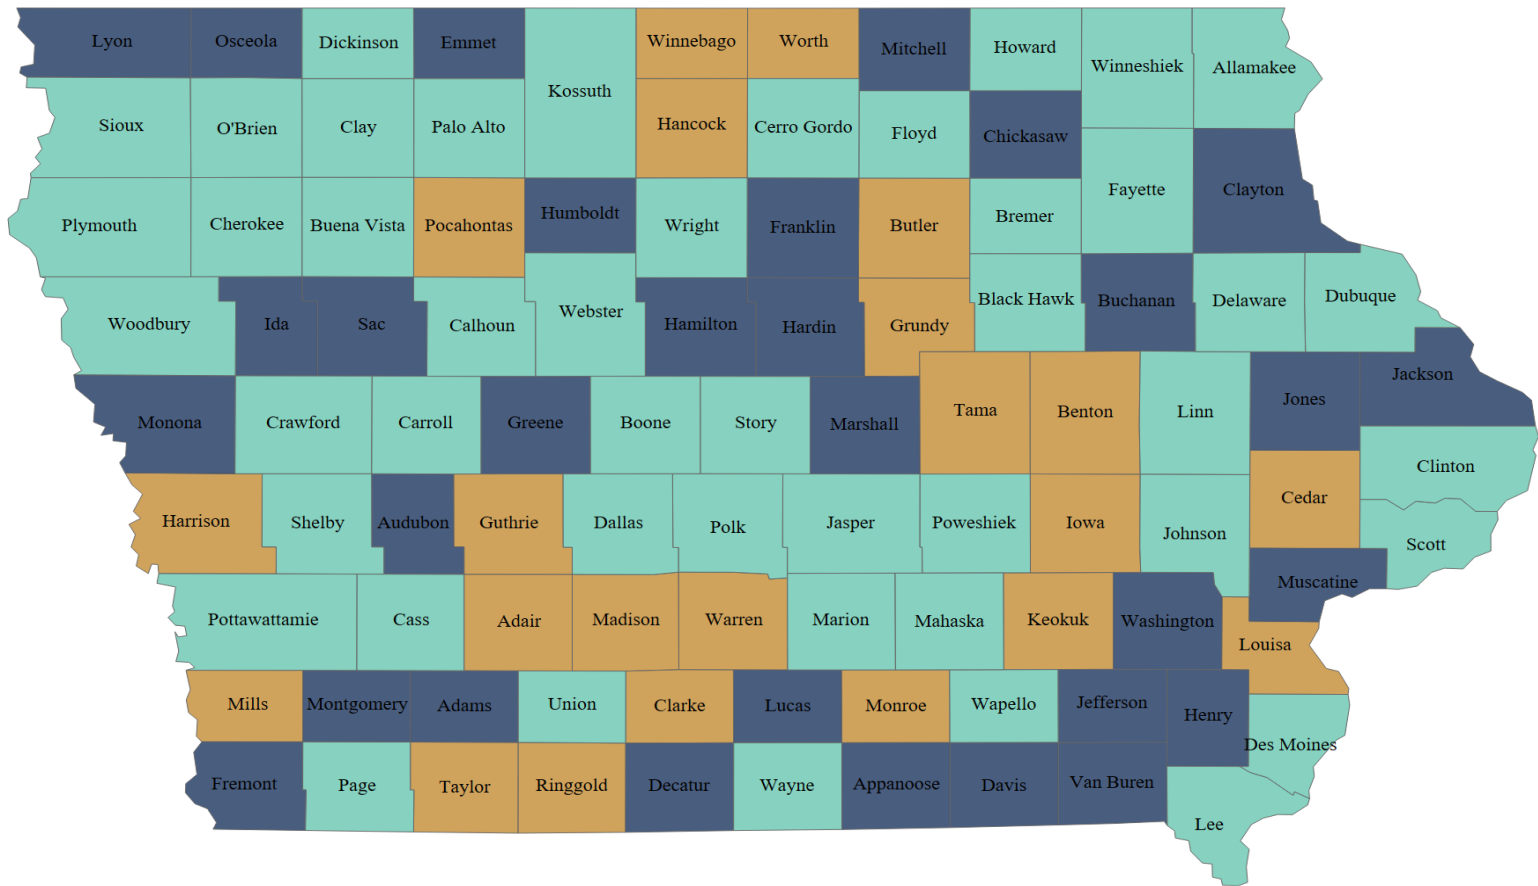 Lyon
Osceola
Dickinson
Emmet
Kossuth
Winnebago
Worth
Mitchell
Howard
Winneshiek
Allamakee
Sioux
O'Brien
Clay
Palo Alto
Hancock
Cerro Gordo
Floyd
Chickasaw
Fayette
Clayton
Plymouth
Cherokee
Buena Vista
Pocahontas
Humboldt
Wright
Franklin
Butler
Bremer
Woodbury
Ida
Sac
Calhoun
Webster
Hamilton
Hardin
Grundy
Black Hawk
Buchanan
Delaware
Dubuque
Monona
Crawford
Carroll
Greene
Boone
Story
Marshall
Tama
Benton
Linn
Jones
Jackson
Harrison
Shelby
Audubon
Guthrie
Dallas
Polk
Jasper
Poweshiek
Iowa
Johnson
Cedar
Clinton
Scott
Muscatine
Pottawattamie
Cass
Adair
Madison
Warren
Marion
Mahaska
Keokuk
Washington
Louisa
Mills
Montgomery
Adams
Union
Clarke
Lucas
Monroe
Wapello
Jefferson
Henry
Des Moines
Fremont
Page
Taylor
Ringgold
Decatur
Wayne
Appanoose
Davis
Van Buren
Lee